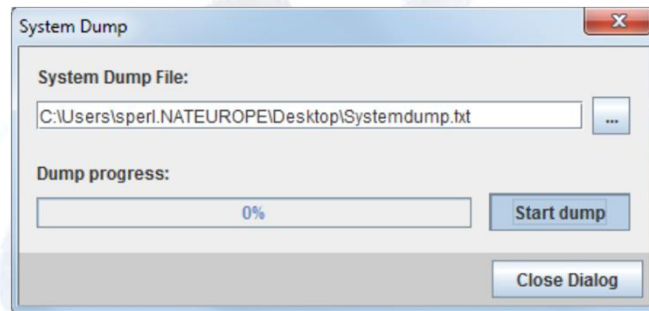 System Dump
System Dump File:
C:\Users\sperl.NATEUROPE\Desktop\Systemdump.txt
...
Dump progress:
0%
Start dump
Close Dialog